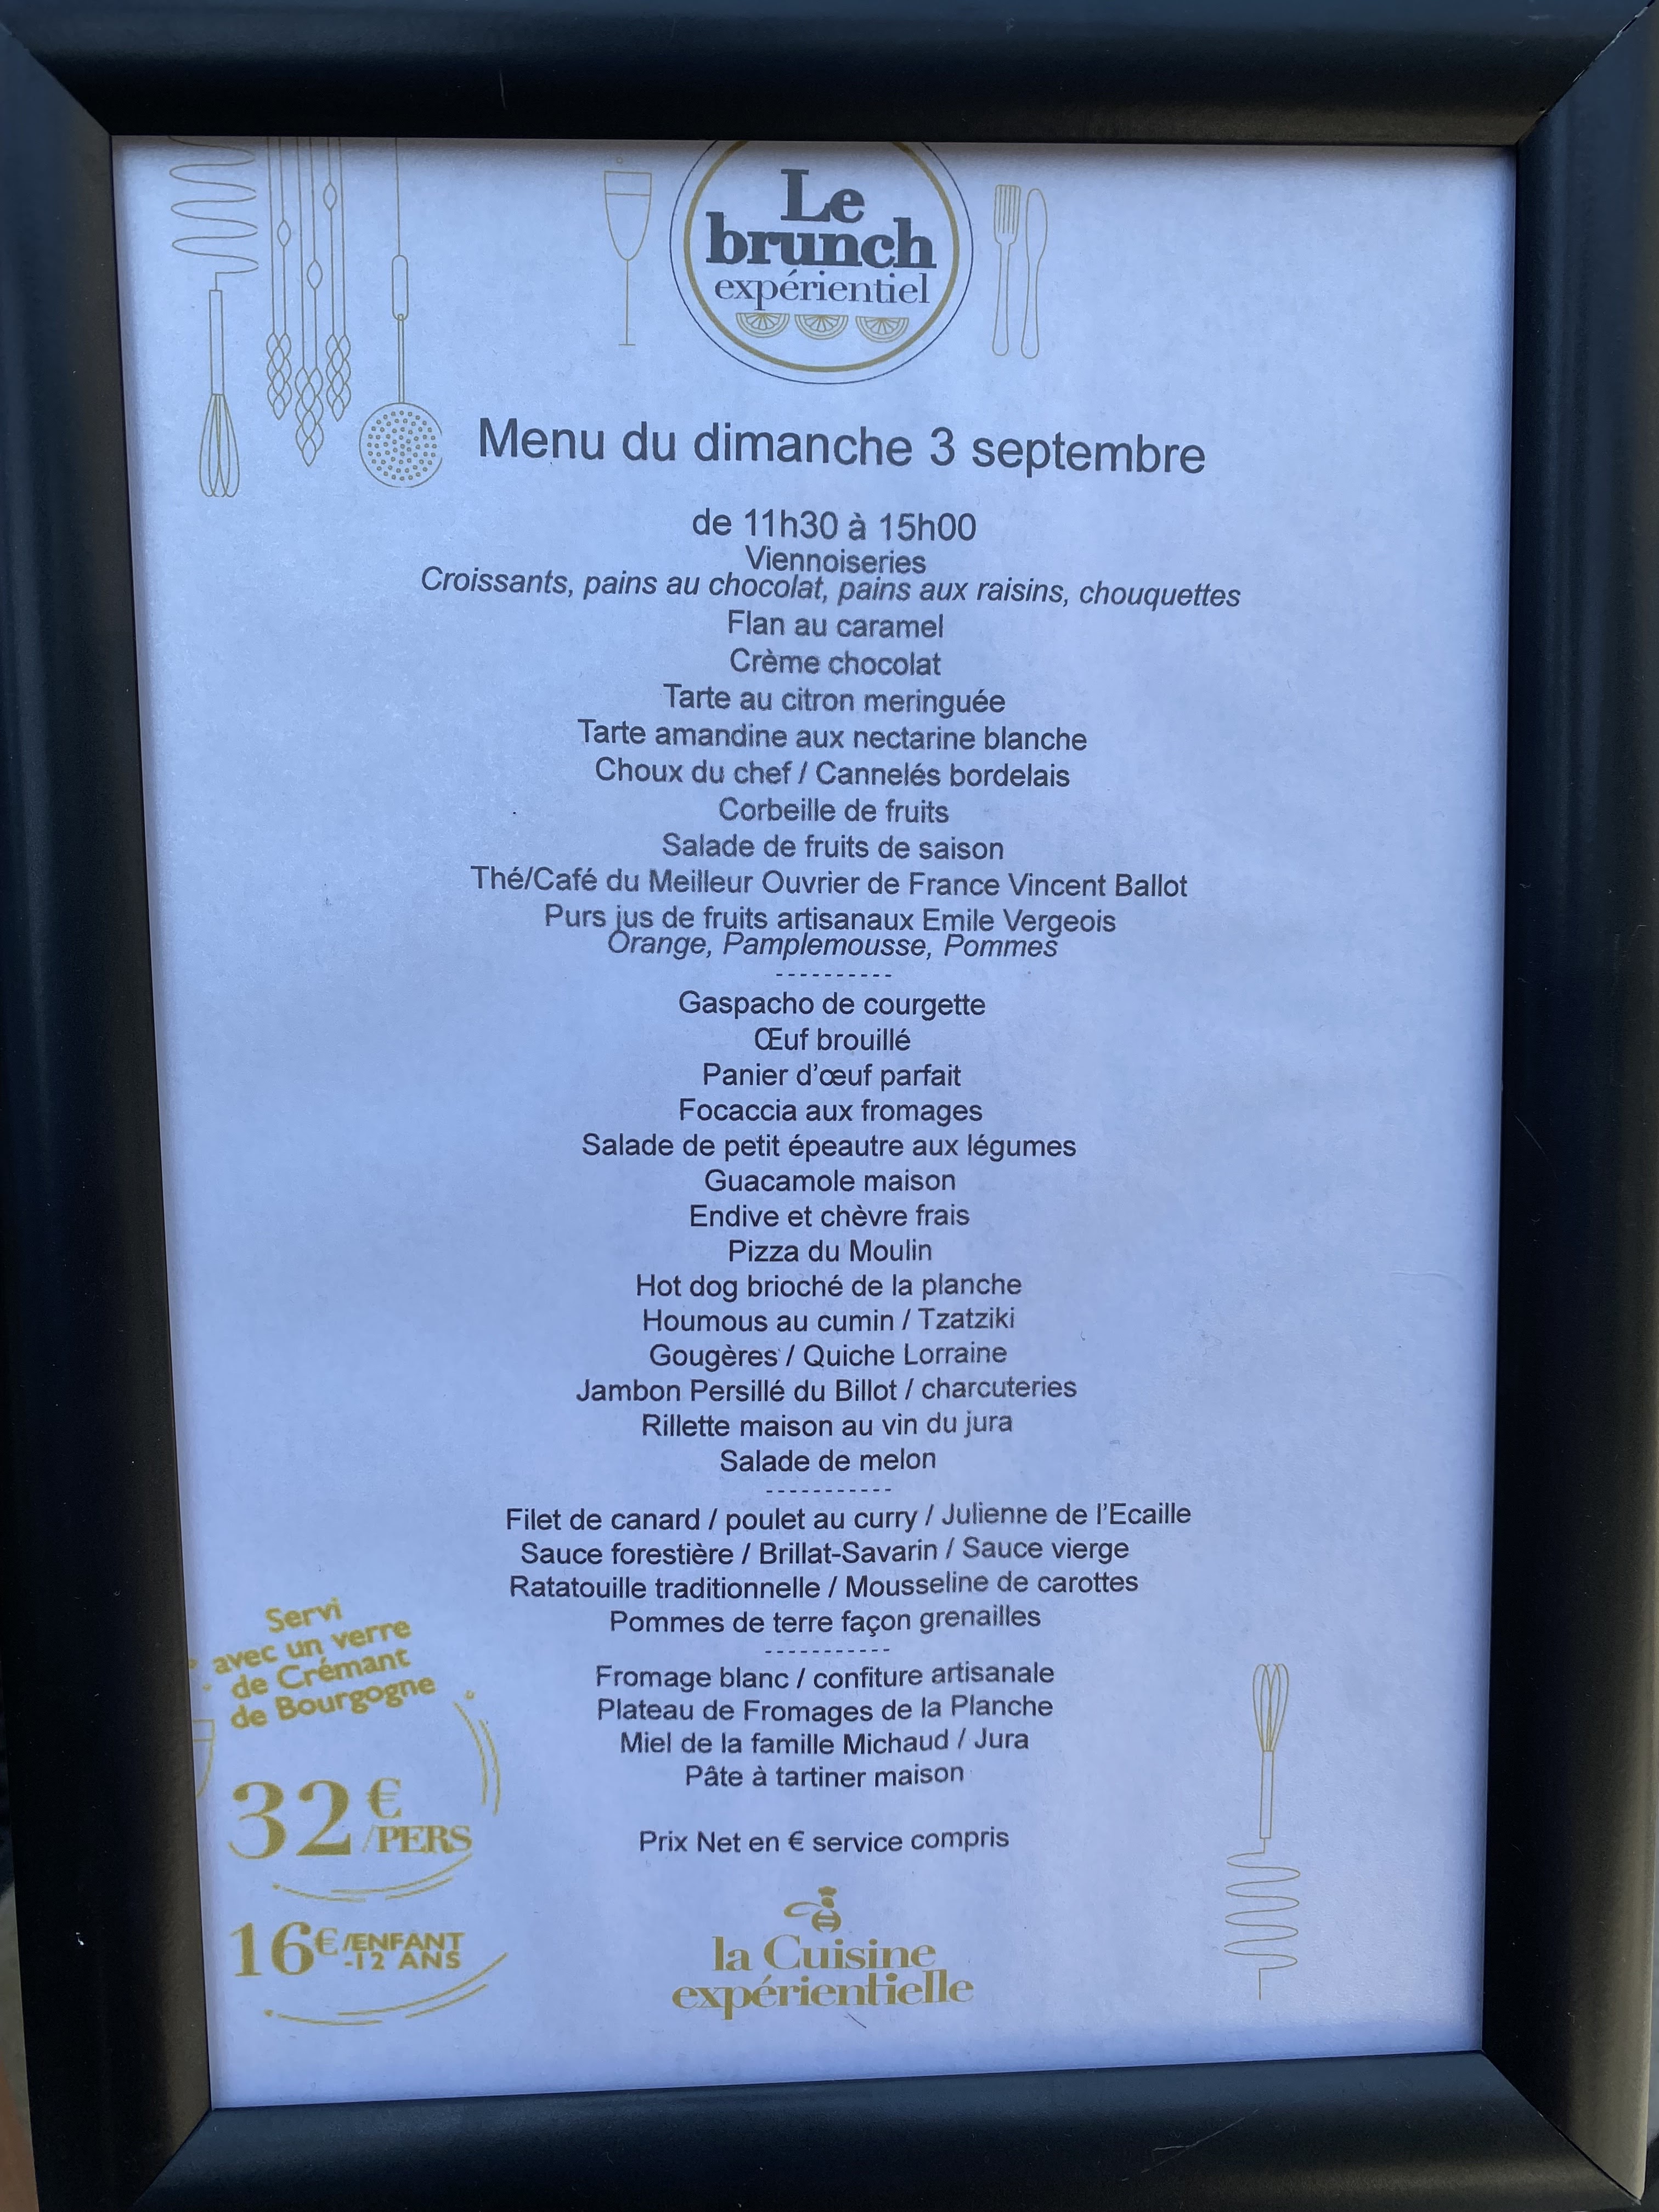 Le
brunch
expérientiel
Menu du dimanche 3 septembre
de 11h30 à 15h00
Viennoiseries
Croissants, pains au chocolat, pains aux raisins, chouquettes
Flan au caramel
Crème chocolat
Tarte au citron meringuée
Tarte amandine aux nectarine blanche
Choux du chef / Cannelés bordelais
Corbeille de fruits
Salade de fruits de saison
Thé/Café du Meilleur Ouvrier de France Vincent Ballot
Purs jus de fruits artisanaux Emile Vergeois
Orange, Pamplemousse, Pommes
----------
Gaspacho de courgette
Œuf brouillé
Panier d'œuf parfait
Focaccia aux fromages
Salade de petit épeautre aux légumes
Guacamole maison
Endive et chèvre frais
Pizza du Moulin
Hot dog brioché de la planche
Houmous au cumin / Tzatziki
Gougères / Quiche Lorraine
Jambon Persillé du Billot / charcuteries
Rillette maison au vin du jura
Salade de melon
-----------
Filet de canard / poulet au curry / Julienne de l'Ecaille
Sauce forestière / Brillat-Savarin / Sauce vierge
Ratatouille traditionnelle / Mousseline de carottes
Pommes de terre façon grenailles
-----------
Fromage blanc / confiture artisanale
Plateau de Fromages de la Planche
Miel de la famille Michaud / Jura
Pâte à tartiner maison
Prix Net en € service compris
Servi
avec un verre
de Crémant
de Bourgogne
32€
/PERS
16€/ENFANT
-12 ANS
la Cuisine
expérientielle